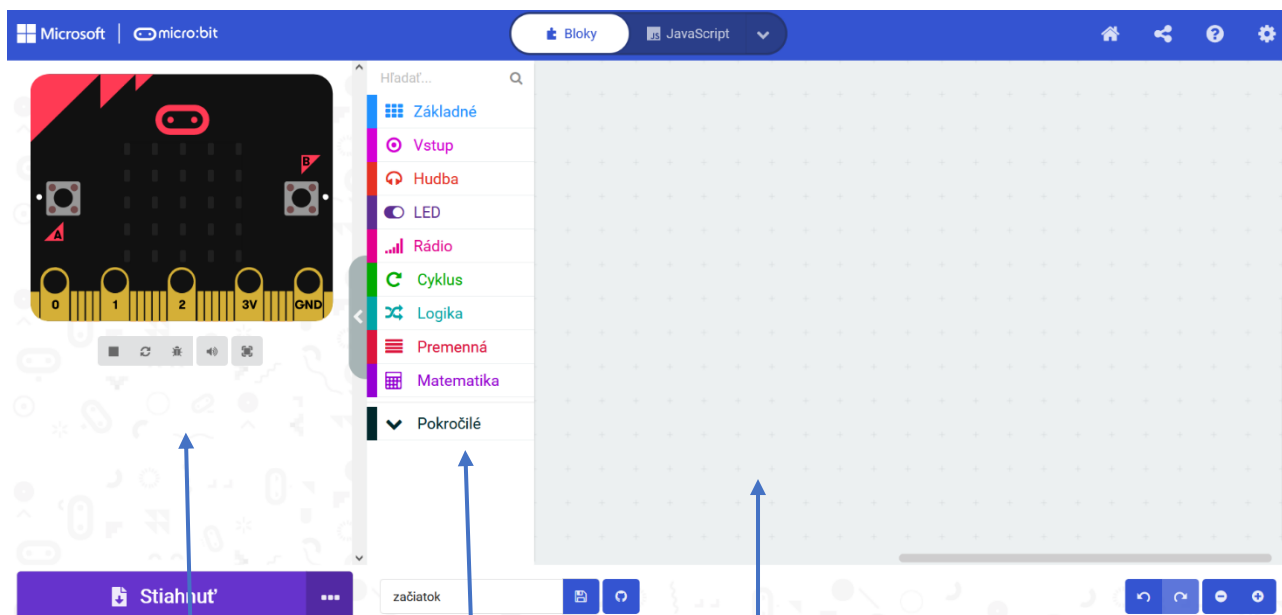 Microsoft micro:bit Bloky JavaScript
Hľadať...
Základné
Vstup
Hudba
LED
Rádio
Cyklus
Logika
Premenná
Matematika
Pokročilé
B
A
0 1 2 3V GND
Stiahnuť
začiatok